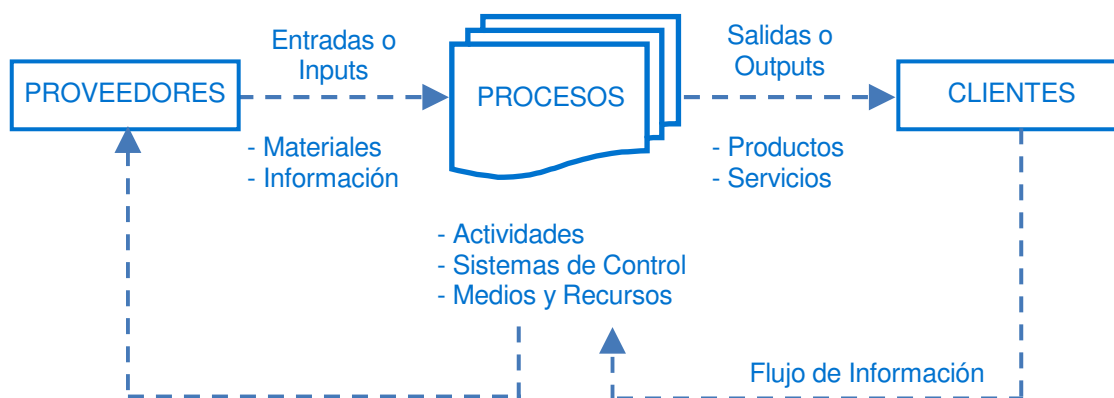 Entradas o
Inputs
Salidas o
Outputs
PROVEEDORES
PROCESOS
CLIENTES
- Materiales
- Información
- Productos
- Servicios
- Actividades
- Sistemas de Control
- Medios y Recursos
Flujo de Información